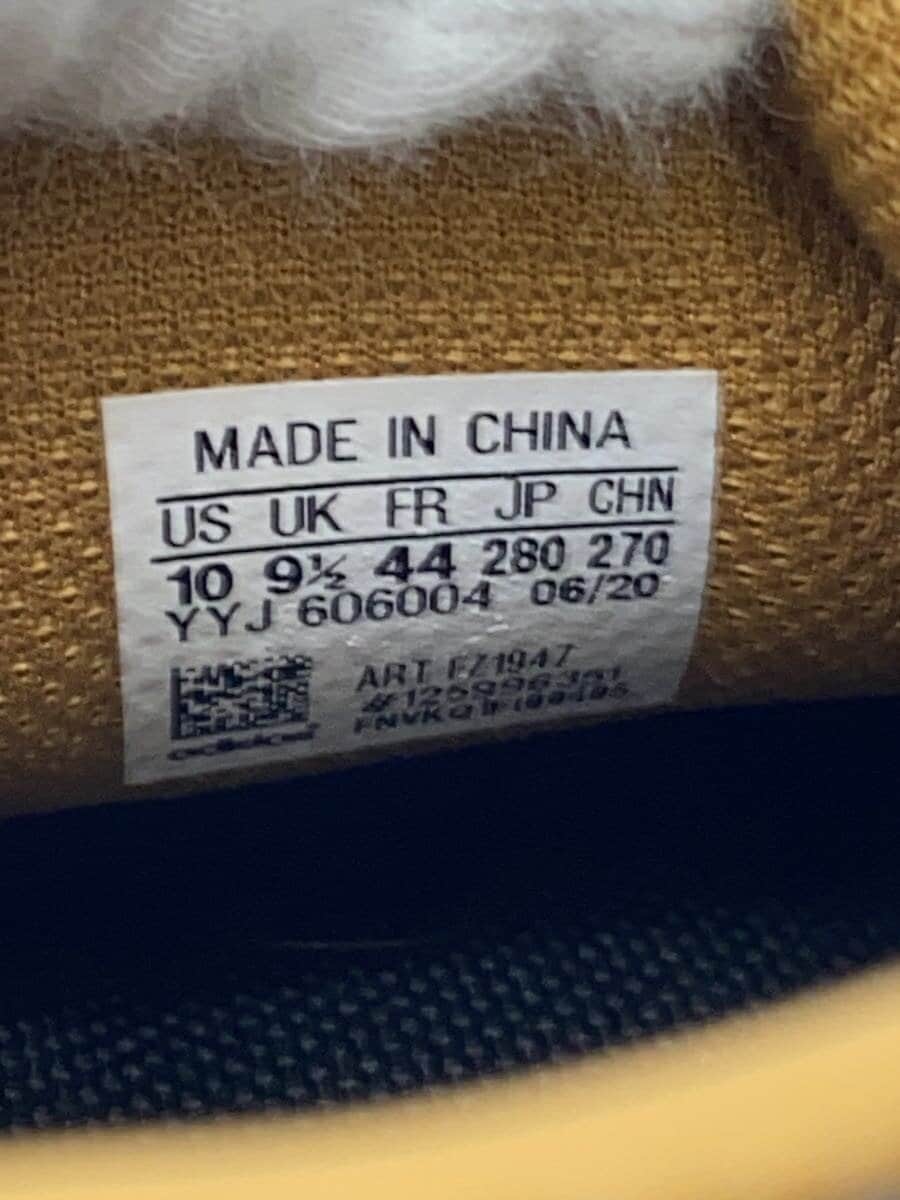 MADE IN CHINA
US UK FR JP CHN
10 9½ 44 280 270
YYJ 606004 06/20
ART FZ1947
adidas